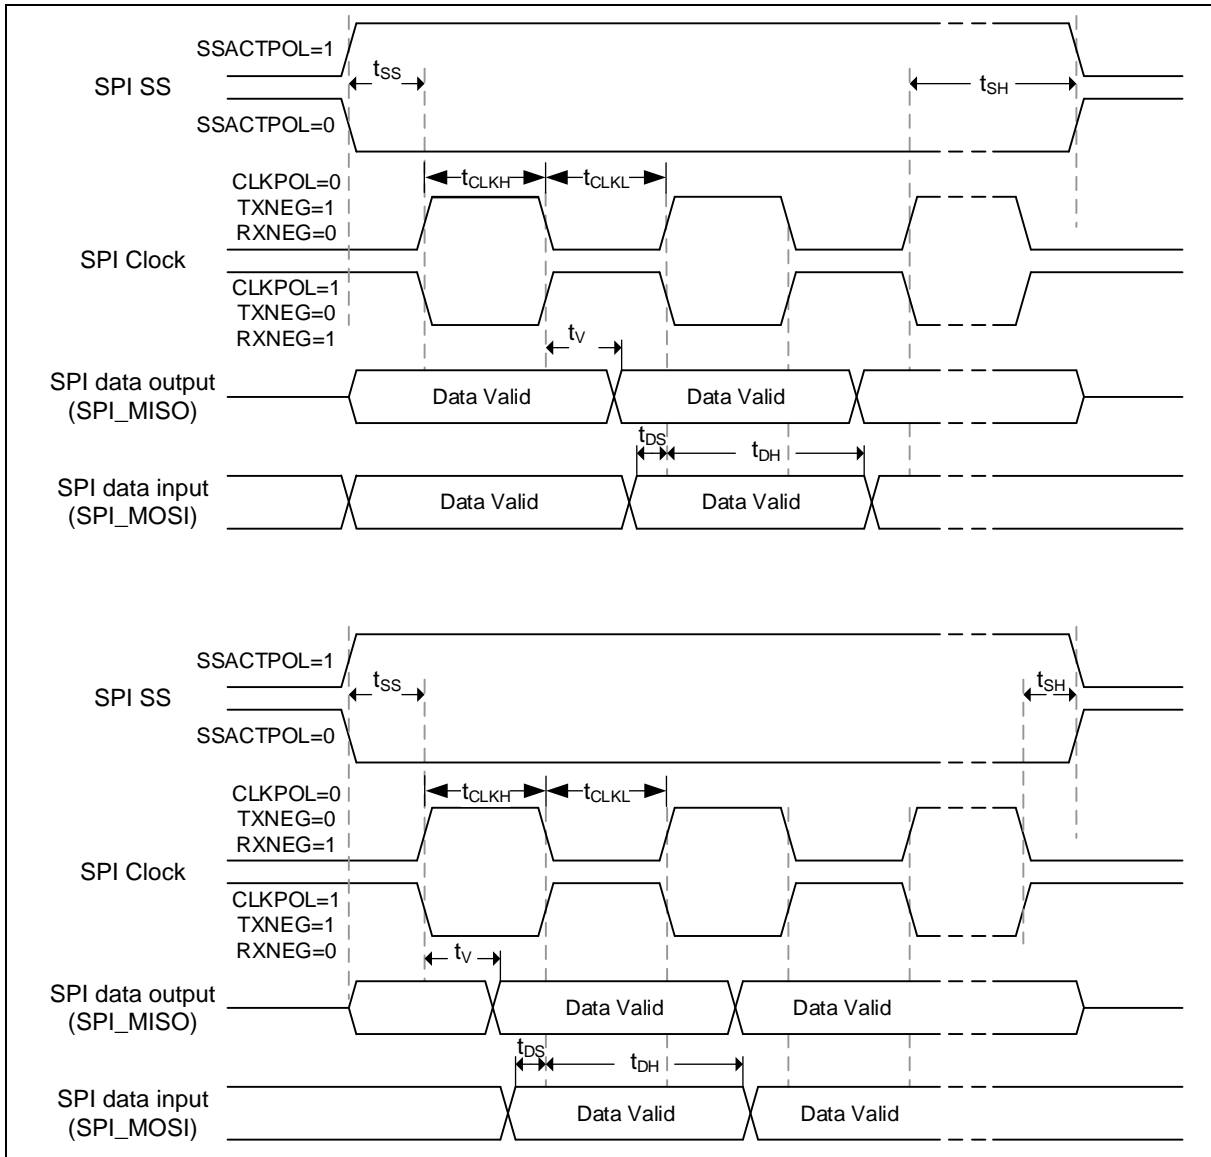 SSACTPOL=1
SPI SS
tSS
tSH
SSACTPOL=0
CLKPOL=0
TXNEG=1
RXNEG=0
tCLKH
tCLKL
SPI Clock
CLKPOL=1
TXNEG=0
RXNEG=1
tV
SPI data output
(SPI_MISO)
Data Valid
Data Valid
tDS
tDH
SPI data input
(SPI_MOSI)
Data Valid
Data Valid
SSACTPOL=1
SPI SS
tSS
tSH
SSACTPOL=0
CLKPOL=0
TXNEG=0
RXNEG=1
tCLKH
tCLKL
SPI Clock
CLKPOL=1
TXNEG=1
RXNEG=0
tV
SPI data output
(SPI_MISO)
Data Valid
Data Valid
tDS
tDH
SPI data input
(SPI_MOSI)
Data Valid
Data Valid